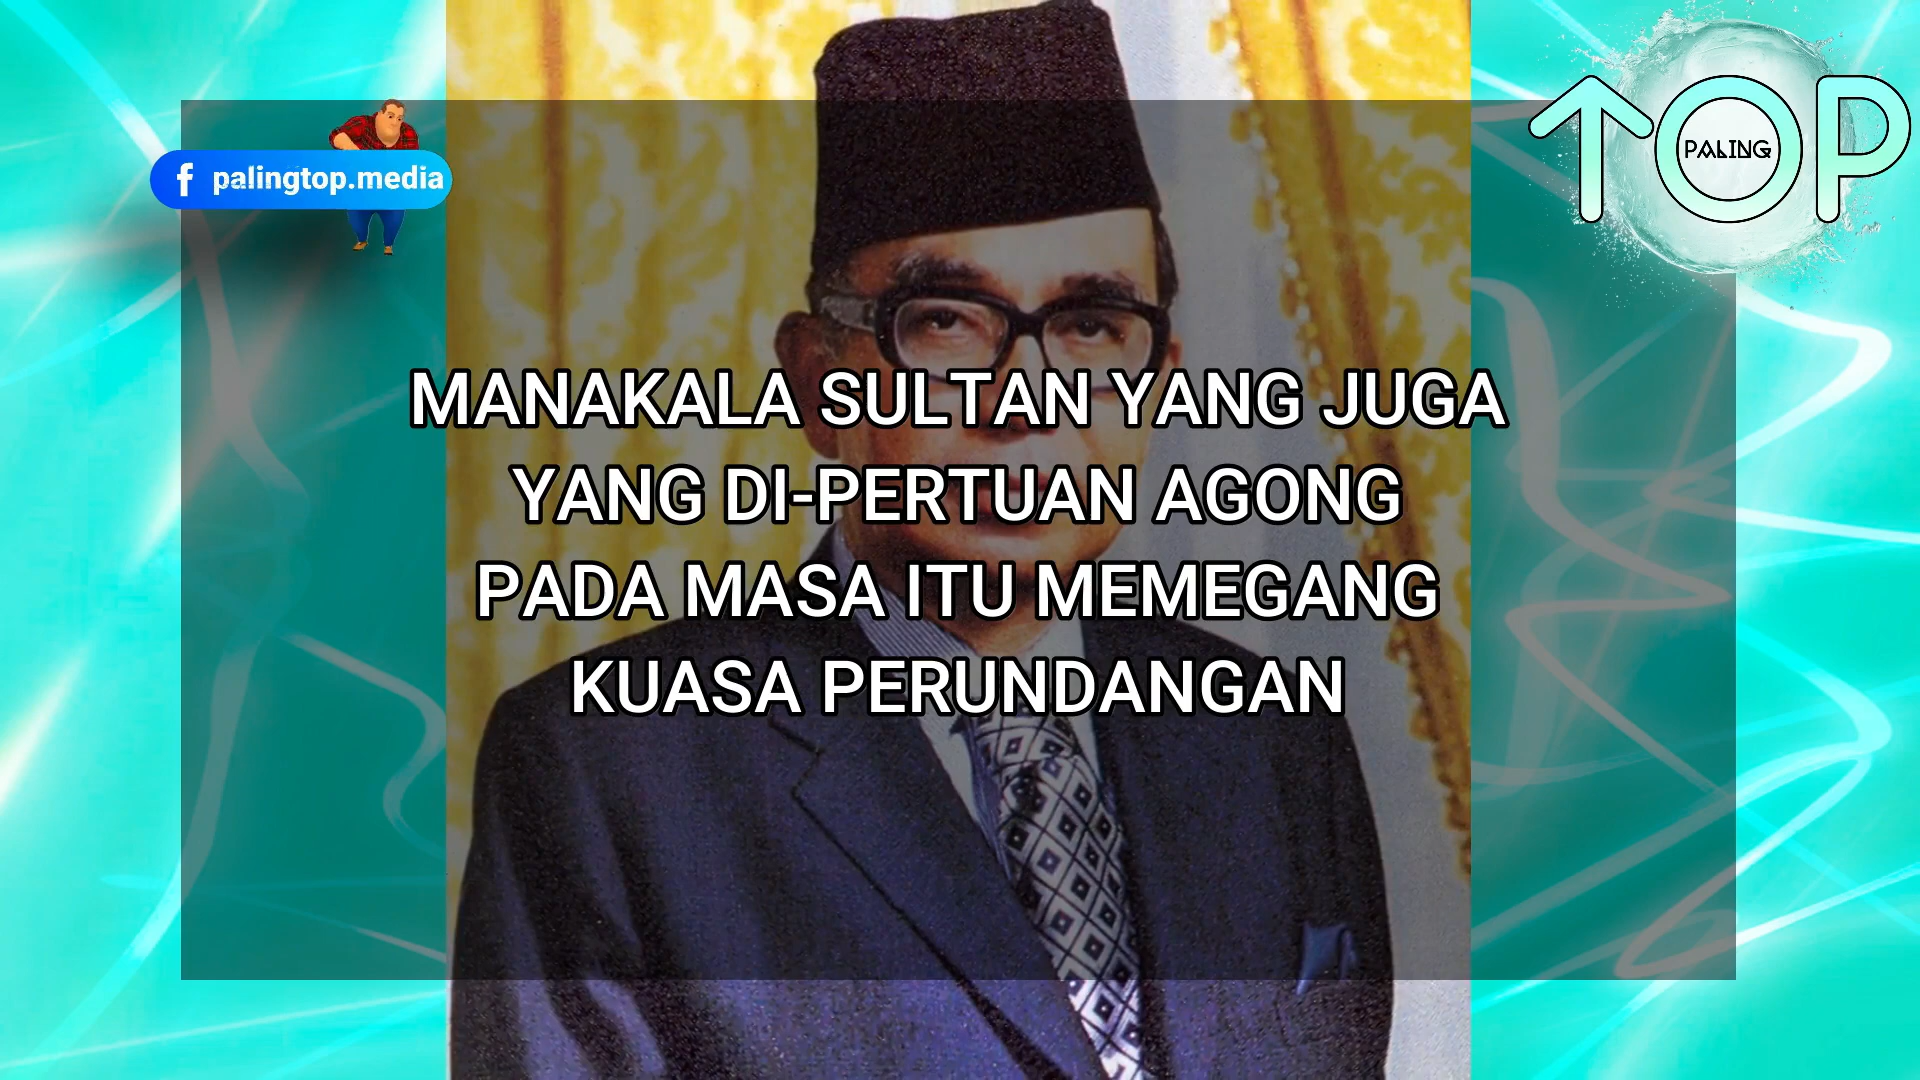 f palingtop.media
TOP
PALING
MANAKALA SULTAN YANG JUGA
YANG DI-PERTUAN AGONG
PADA MASA ITU MEMEGANG
KUASA PERUNDANGAN